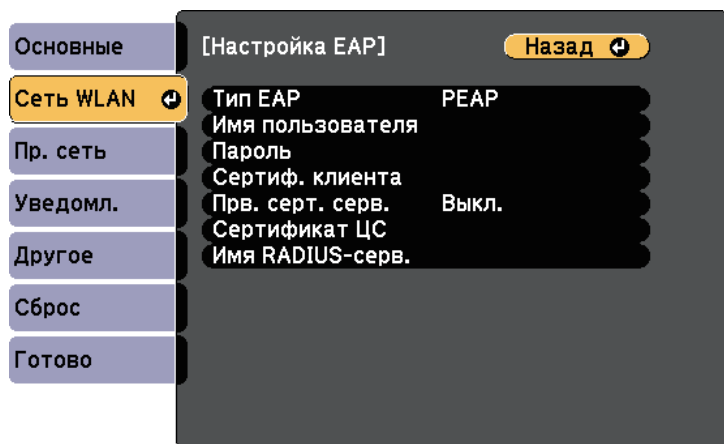 Основные
Сеть WLAN
Пр. сеть
Уведомл.
Другое
Сброс
Готово
[Настройка EAP]
Назад
Тип EAP PEAP
Имя пользователя
Пароль
Сертиф. клиента
Прв. серт. серв. Выкл.
Сертификат ЦС
Имя RADIUS-серв.